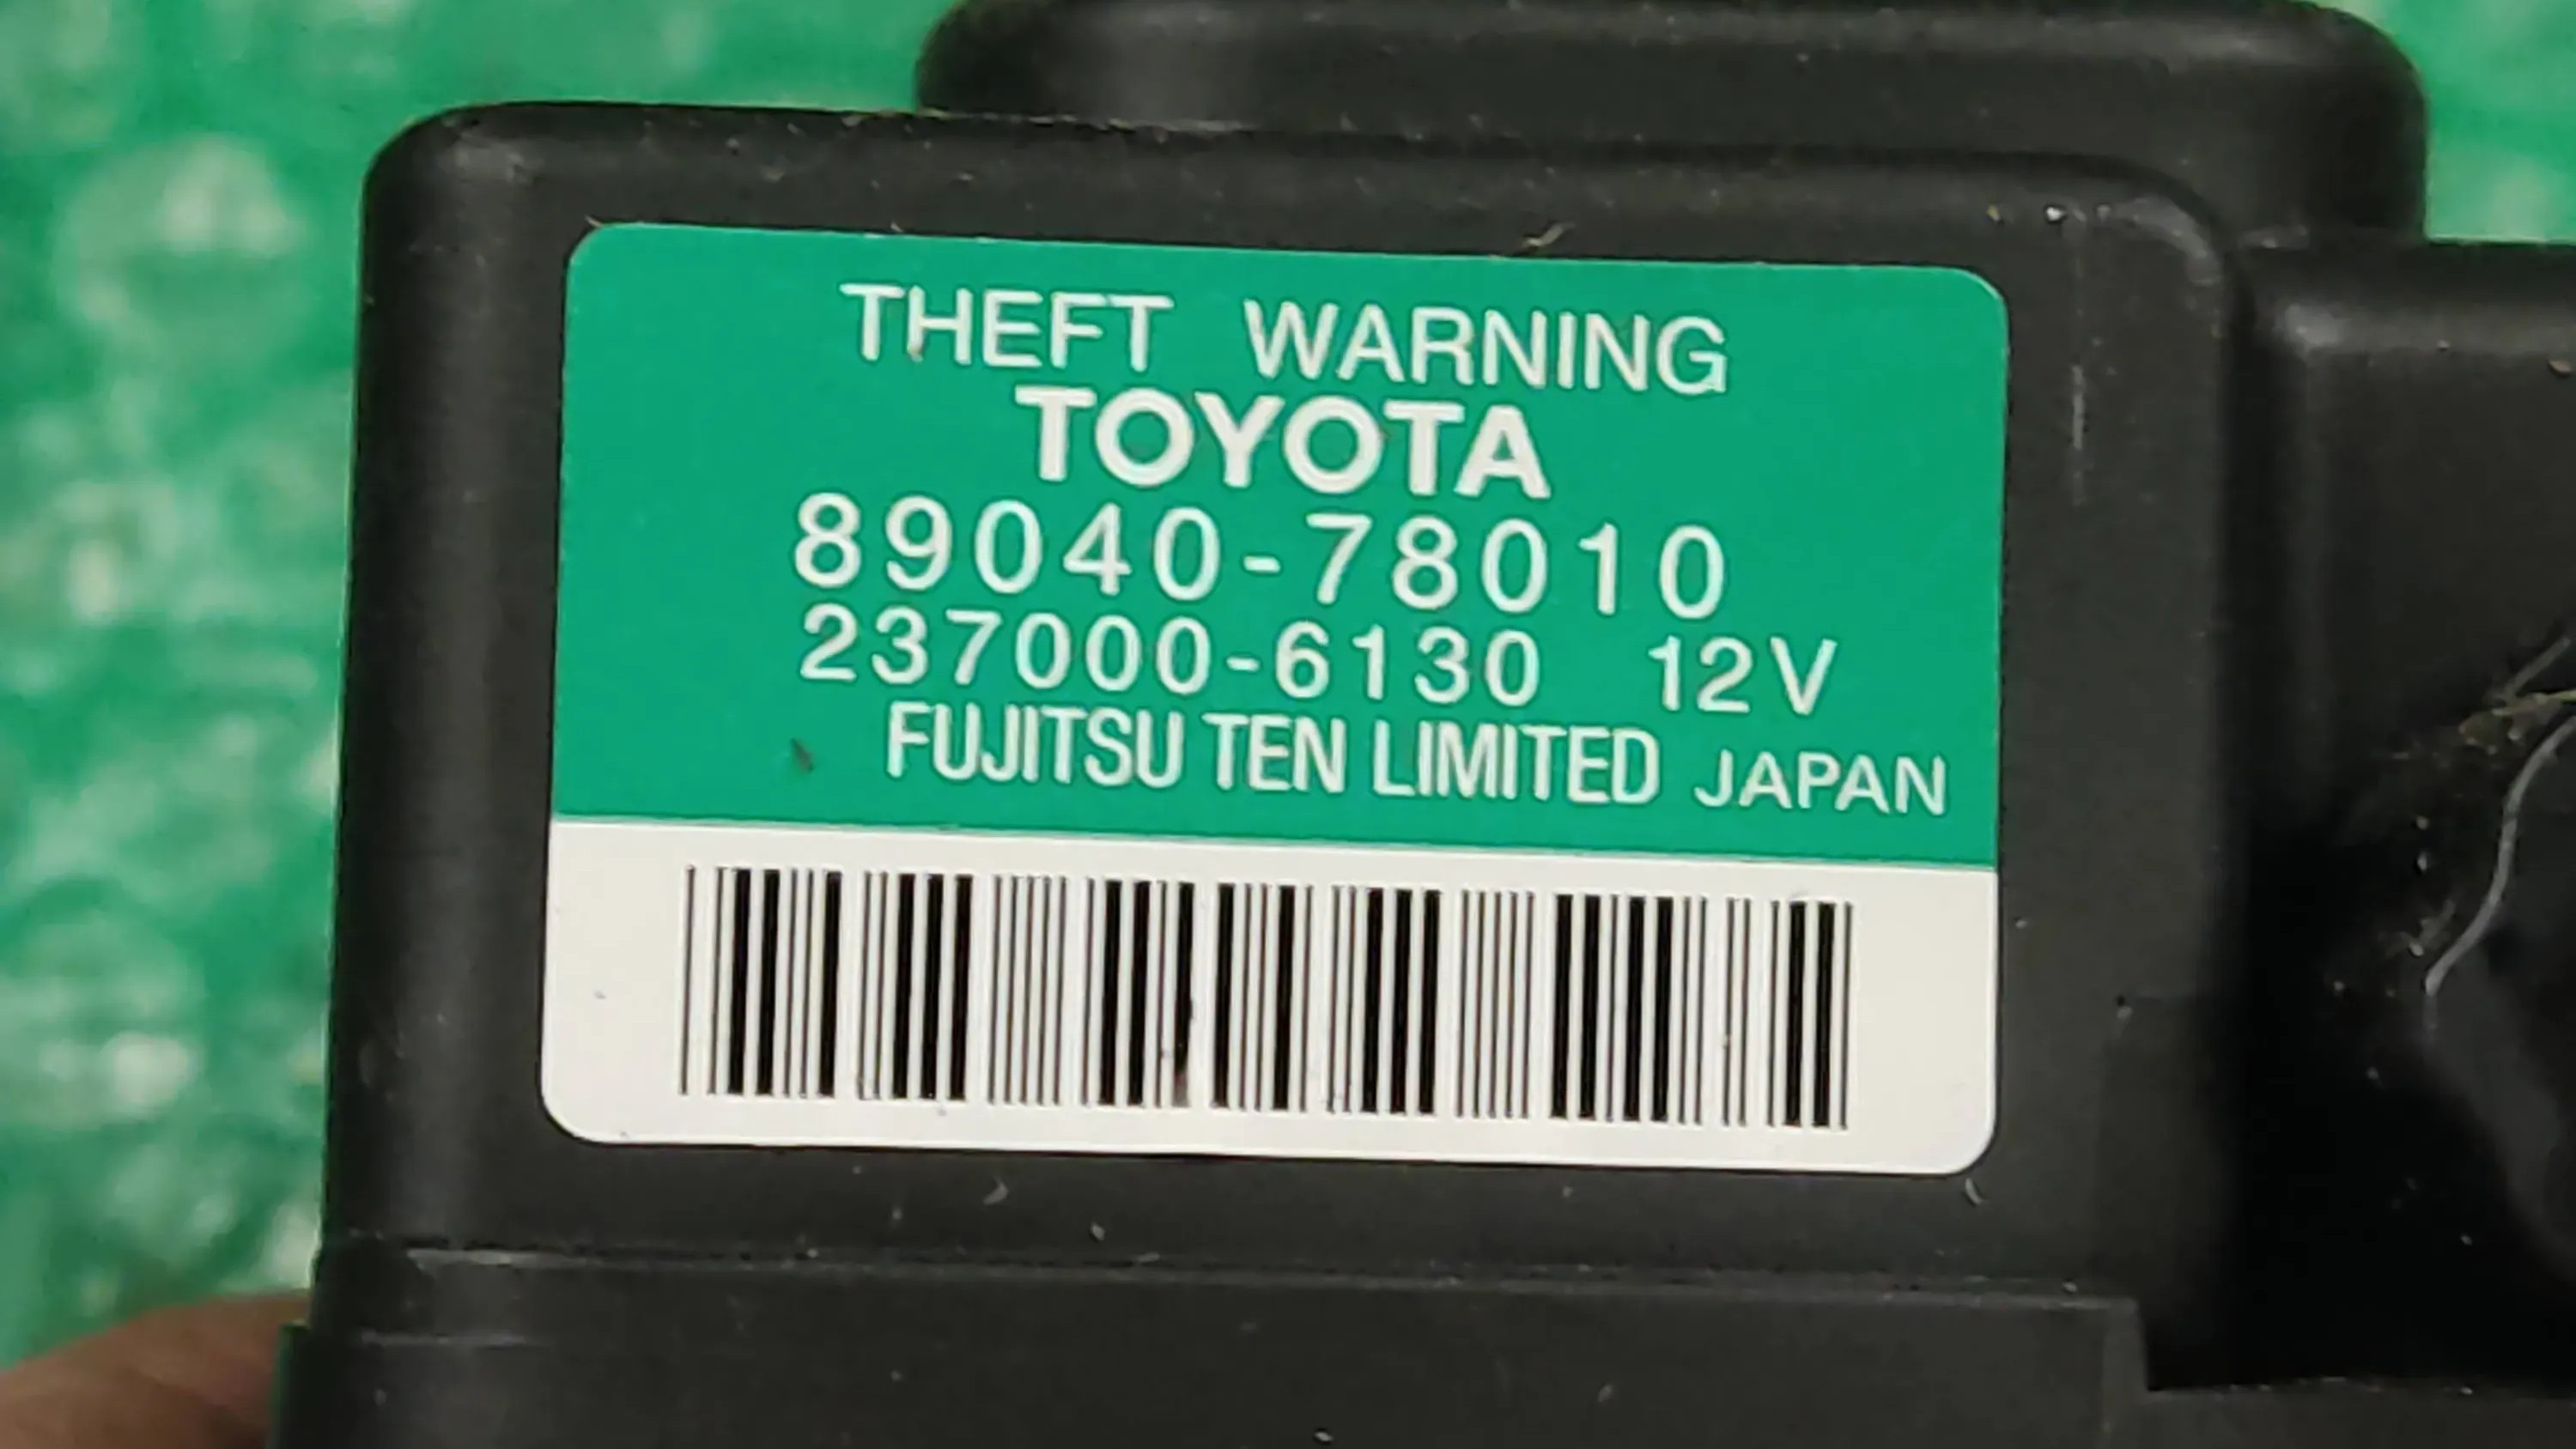 THEFT WARNING
TOYOTA
89040-78010
237000-6130 12V
FUJITSU TEN LIMITED JAPAN